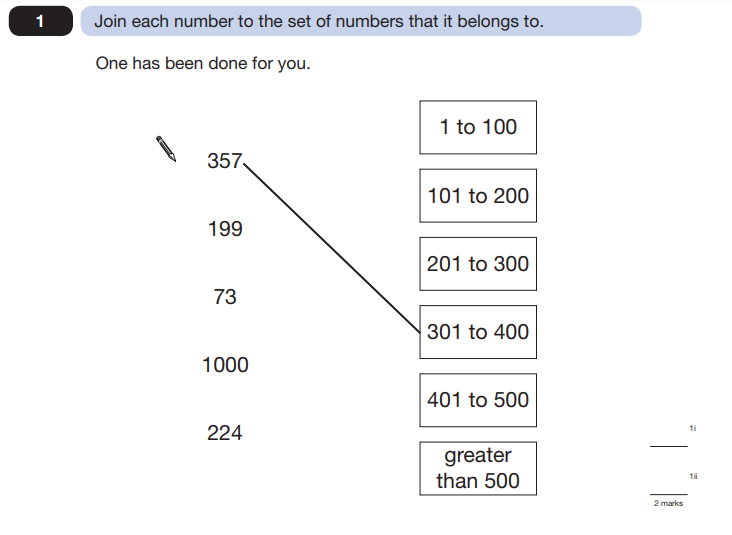 1 Join each number to the set of numbers that it belongs to.
One has been done for you.
1 to 100
357
101 to 200
199
201 to 300
73
301 to 400
1000
401 to 500
224
greater
than 500
1i
1ii
2 marks